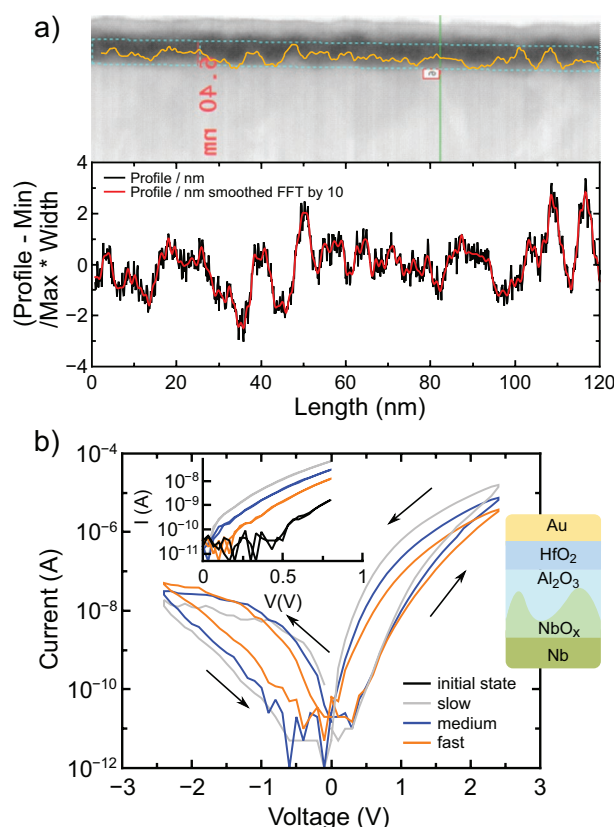 a)
5.40 nm
4
2
0
−2
−4
(Profile - Min)
/Max * Width
Profile / nm
Profile / nm smoothed FFT by 10
0 20 40 60 80 100 120
Length (nm)
b)
10⁻⁴
10⁻⁶
10⁻⁸
10⁻¹⁰
10⁻¹²
Current (A)
I (A)
10⁻⁸
10⁻⁹
10⁻¹⁰
10⁻¹¹
0 0.5 1
V(V)
initial state
slow
medium
fast
−3 −2 −1 0 1 2 3
Voltage (V)
Au
HfO₂
Al₂O₃
NbOₓ
Nb